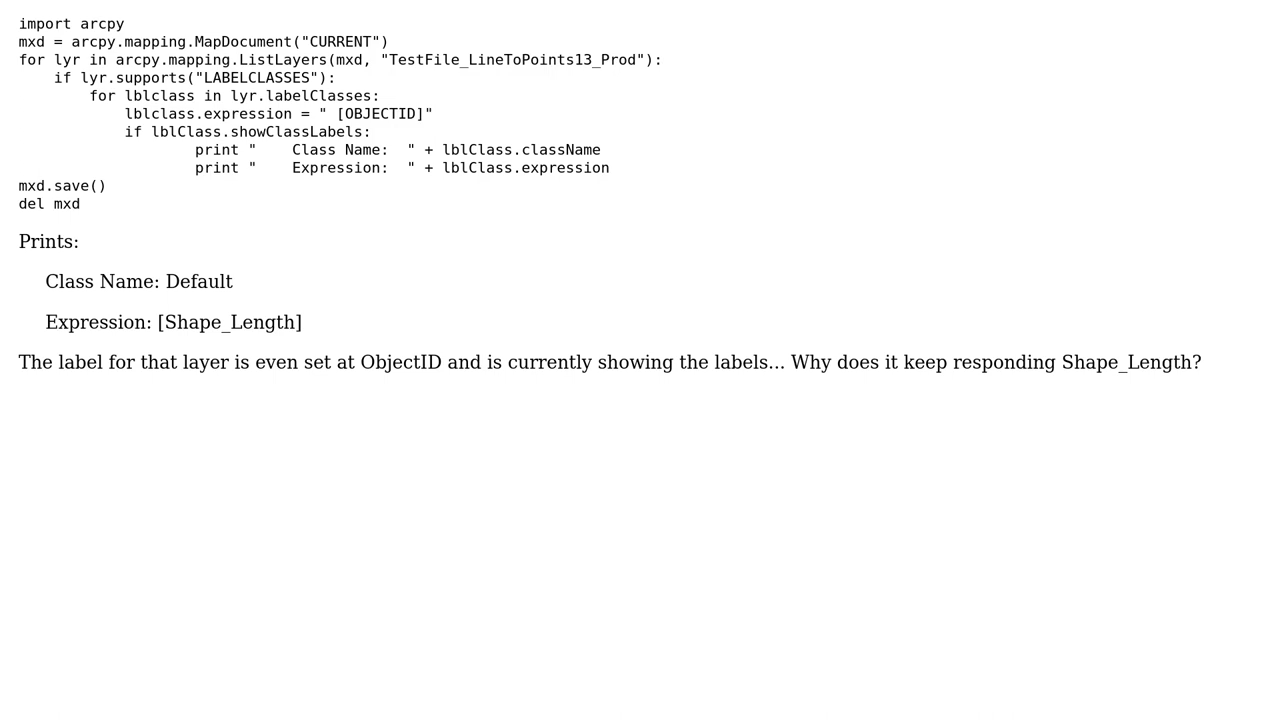 import arcpy
mxd = arcpy.mapping.MapDocument("CURRENT")
for lyr in arcpy.mapping.ListLayers(mxd, "TestFile_LineToPoints13_Prod"):
    if lyr.supports("LABELCLASSES"):
        for lblclass in lyr.labelClasses:
            lblclass.expression = " [OBJECTID]"
            if lblClass.showClassLabels:
                    print "    Class Name:  " + lblClass.className
                    print "    Expression:  " + lblClass.expression
mxd.save()
del mxd
Prints:
Class Name: Default
Expression: [Shape_Length]
The label for that layer is even set at ObjectID and is currently showing the labels... Why does it keep responding Shape_Length?